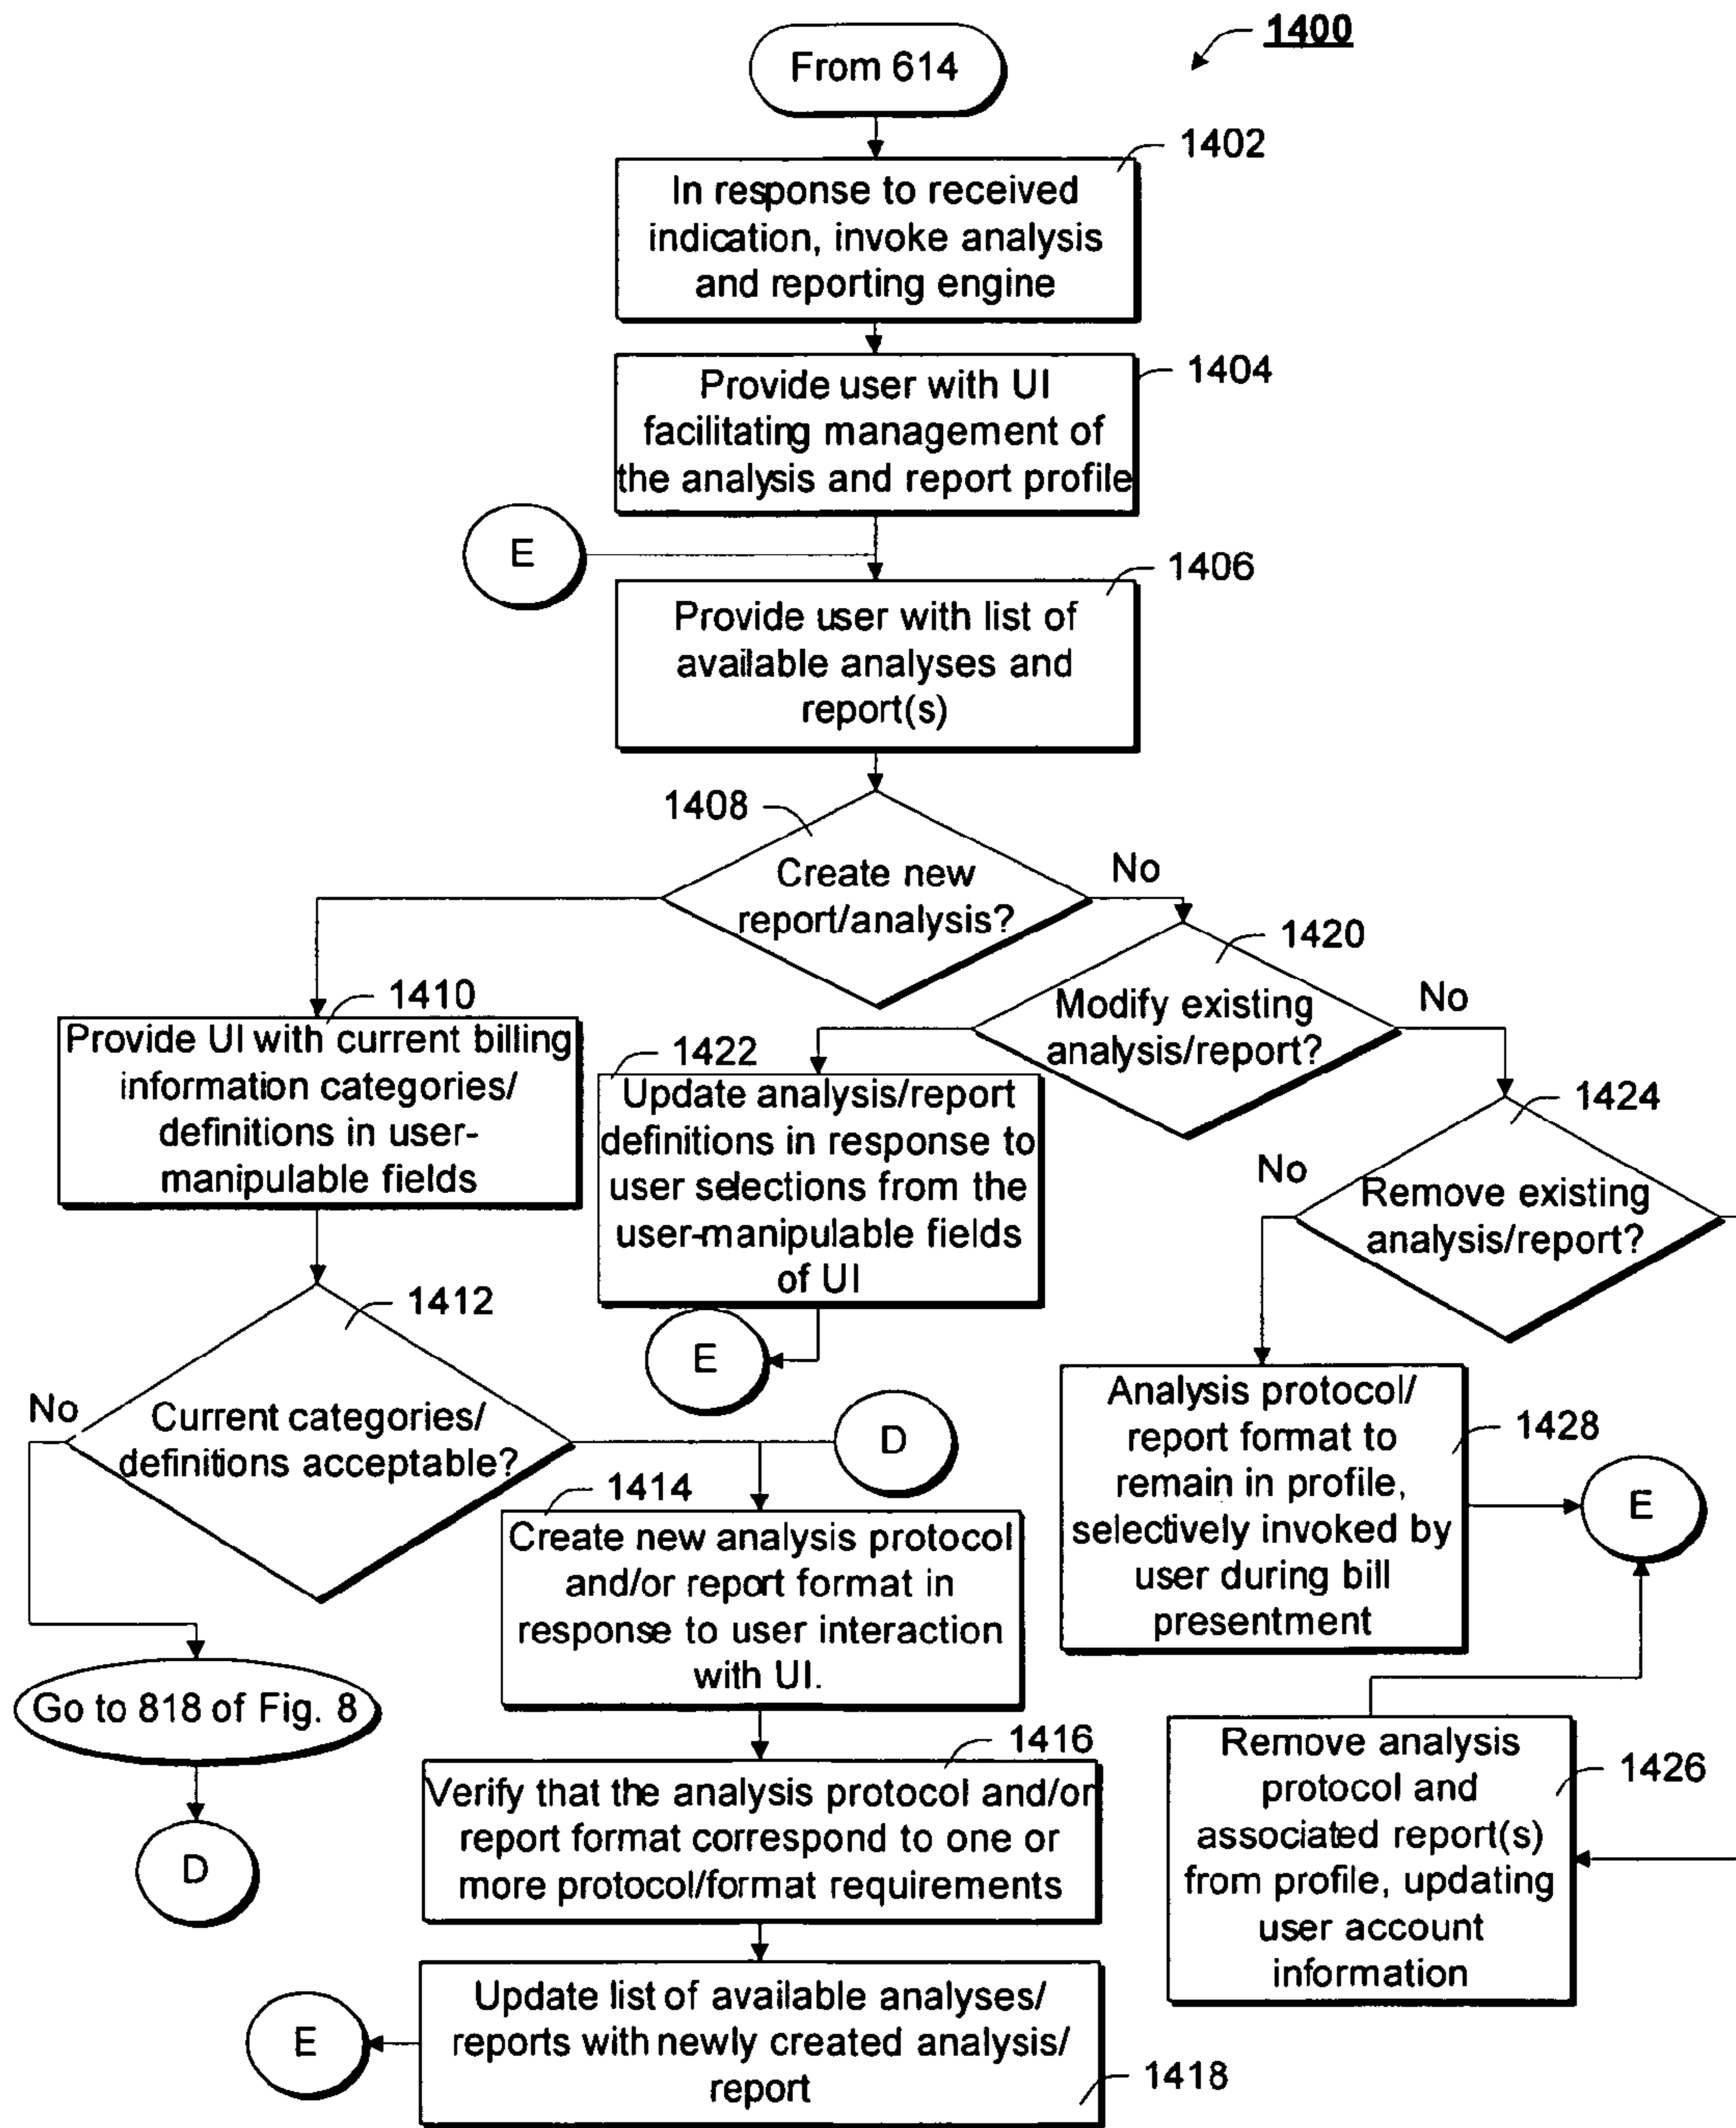 1400
From 614
1402
In response to received
indication, invoke analysis
and reporting engine
1404
Provide user with UI
facilitating management of
the analysis and report profile
E
1406
Provide user with list of
available analyses and
report(s)
1408
Create new
report/analysis?
No
1420
Modify existing
analysis/report?
No
1410
Provide UI with current billing
information categories/
definitions in user-
manipulable fields
1422
Update analysis/report
definitions in response to
user selections from the
user-manipulable fields
of UI
E
1424
Remove existing
analysis/report?
No
1412
Current categories/
definitions acceptable?
No
D
1414
Create new analysis protocol
and/or report format in
response to user interaction
with UI.
Analysis protocol/
report format to
remain in profile,
selectively invoked by
user during bill
presentment
1428
E
Go to 818 of Fig. 8
D
1416
Verify that the analysis protocol and/or
report format correspond to one or
more protocol/format requirements
Remove analysis
protocol and
associated report(s)
from profile, updating
user account
information
1426
Update list of available analyses/
reports with newly created analysis/
report
E
1418